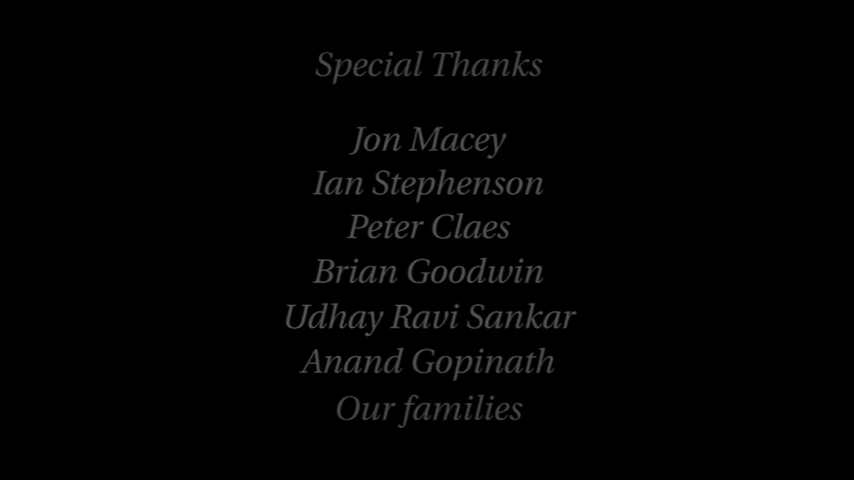 Special Thanks
Jon Macey
Ian Stephenson
Peter Claes
Brian Goodwin
Udhay Ravi Sankar
Anand Gopinath
Our families